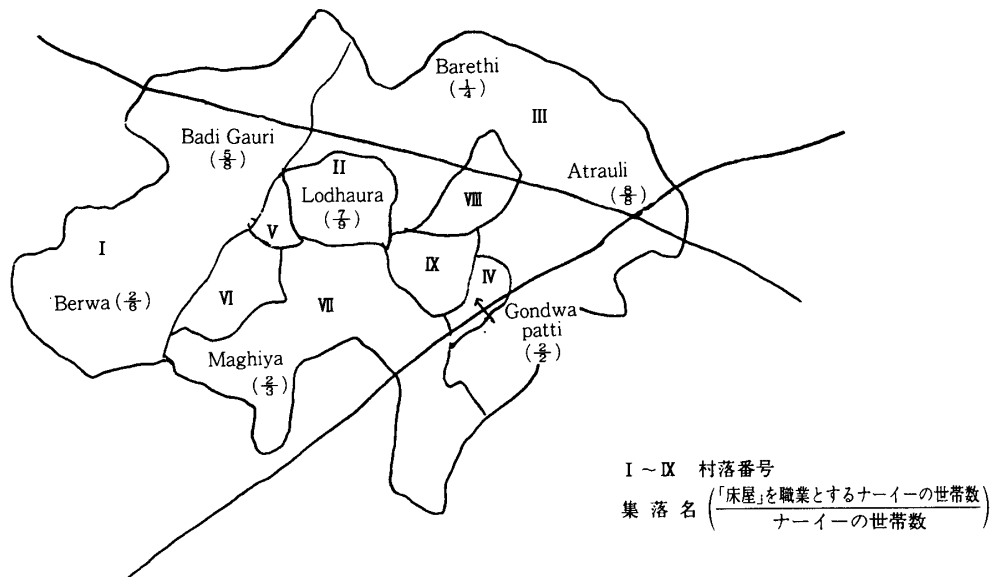 Barethi
(1/4)
III
Badi Gauri
(5/8)
II
Lodhaura
(7/9)
Atrauli
(8/8)
VIII
V
I
IX
IV
VI
VII
Berwa (2/8)
Gondwa
patti
(2/2)
Maghiya
(2/3)
I～IX 村落番号
集落名(「床屋」を職業とするナーイーの世帯数/ナーイーの世帯数)